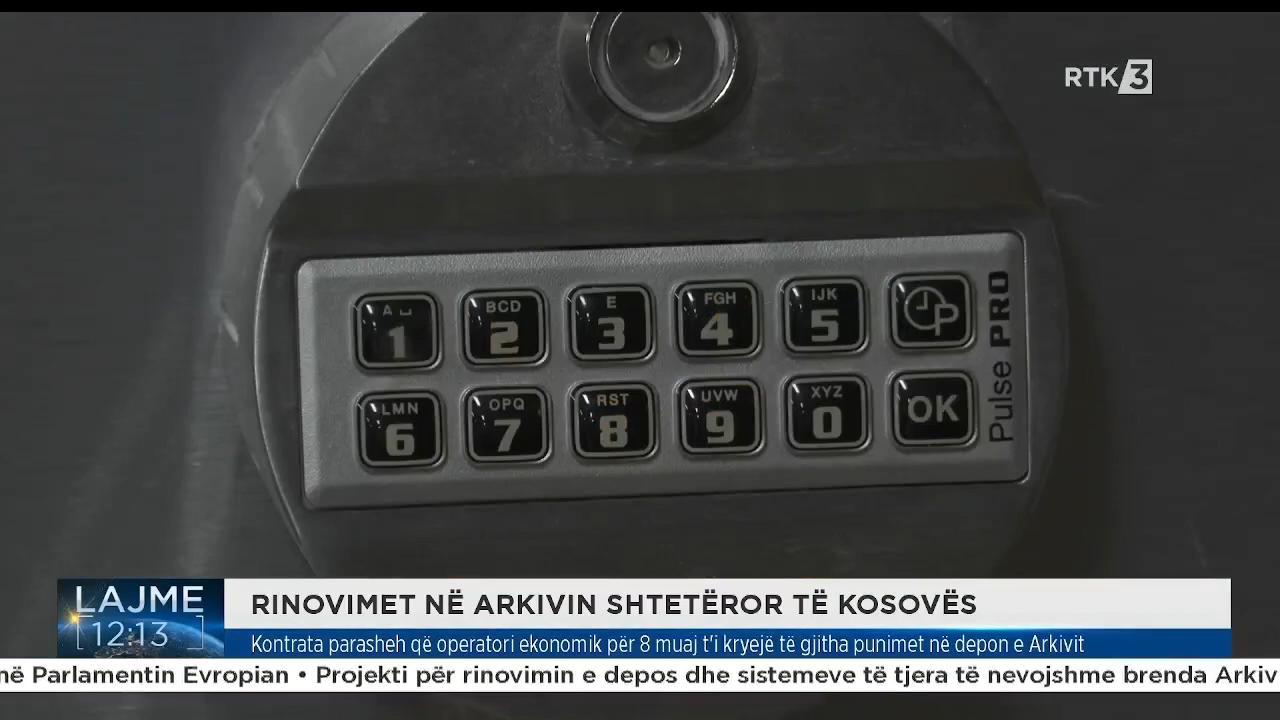 RTK 3
A ⎵ BCD E FGH IJK
1 2 3 4 5 P
LMN OPQ RST UVW XYZ
6 7 8 9 0 OK
Pulse PRO
LAJME
12:13
RINOVIMET NË ARKIVIN SHTETËROR TË KOSOVËS
Kontrata parasheh që operatori ekonomik për 8 muaj t'i kryejë të gjitha punimet në depon e Arkivit
në Parlamentin Evropian • Projekti për rinovimin e depos dhe sistemeve të tjera të nevojshme brenda Arkiv